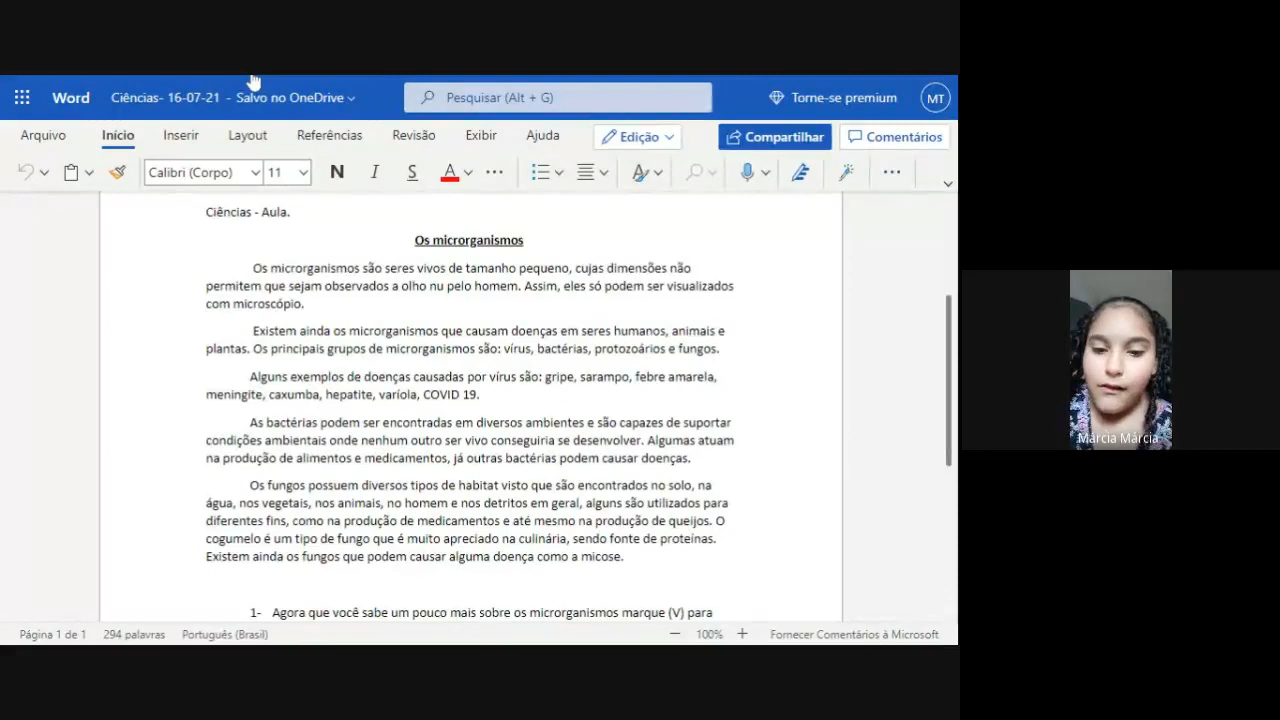 Word
Ciências- 16-07-21 - Salvo no OneDrive
Pesquisar (Alt + G)
Torne-se premium
MT
Arquivo Início Inserir Layout Referências Revisão Exibir Ajuda
Edição
Compartilhar
Comentários
Calibri (Corpo) 11 N I S A
Ciências - Aula.
Os microrganismos
Os microrganismos são seres vivos de tamanho pequeno, cujas dimensões não
permitem que sejam observados a olho nu pelo homem. Assim, eles só podem ser visualizados
com microscópio.
Existem ainda os microrganismos que causam doenças em seres humanos, animais e
plantas. Os principais grupos de microrganismos são: vírus, bactérias, protozoários e fungos.
Alguns exemplos de doenças causadas por vírus são: gripe, sarampo, febre amarela,
meningite, caxumba, hepatite, varíola, COVID 19.
As bactérias podem ser encontradas em diversos ambientes e são capazes de suportar
condições ambientais onde nenhum outro ser vivo conseguiria se desenvolver. Algumas atuam
na produção de alimentos e medicamentos, já outras bactérias podem causar doenças.
Os fungos possuem diversos tipos de habitat visto que são encontrados no solo, na
água, nos vegetais, nos animais, no homem e nos detritos em geral, alguns são utilizados para
diferentes fins, como na produção de medicamentos e até mesmo na produção de queijos. O
cogumelo é um tipo de fungo que é muito apreciado na culinária, sendo fonte de proteínas.
Existem ainda os fungos que podem causar alguma doença como a micose.
1- Agora que você sabe um pouco mais sobre os microrganismos marque (V) para
Página 1 de 1 294 palavras Português (Brasil)
100%
Fornecer Comentários à Microsoft
Márcia Márcia